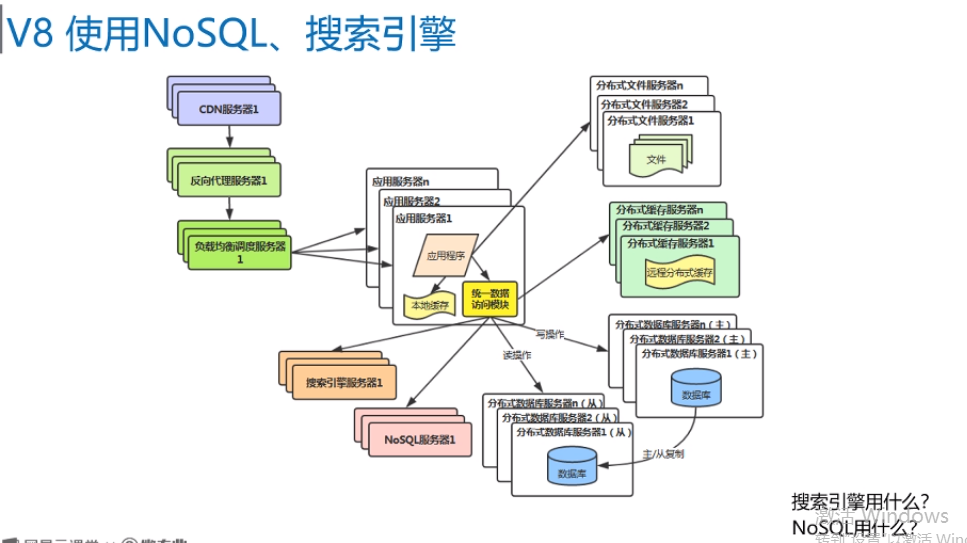 V8 使用NoSQL、搜索引擎
CDN服务器1
反向代理服务器1
负载均衡调度服务器
1
应用服务器n
应用服务器2
应用服务器1
应用程序
本地缓存
统一数据
访问模块
分布式文件服务器n
分布式文件服务器2
分布式文件服务器1
文件
分布式缓存服务器n
分布式缓存服务器2
分布式缓存服务器1
远程分布式缓存
写操作
读操作
分布式数据库服务器n（主）
分布式数据库服务器2（主）
分布式数据库服务器1（主）
数据库
搜索引擎服务器1
NoSQL服务器1
分布式数据库服务器n（从）
分布式数据库服务器2（从）
分布式数据库服务器1（从）
数据库
主/从复制
搜索引擎用什么?
激活 Windows
NoSQL用什么?